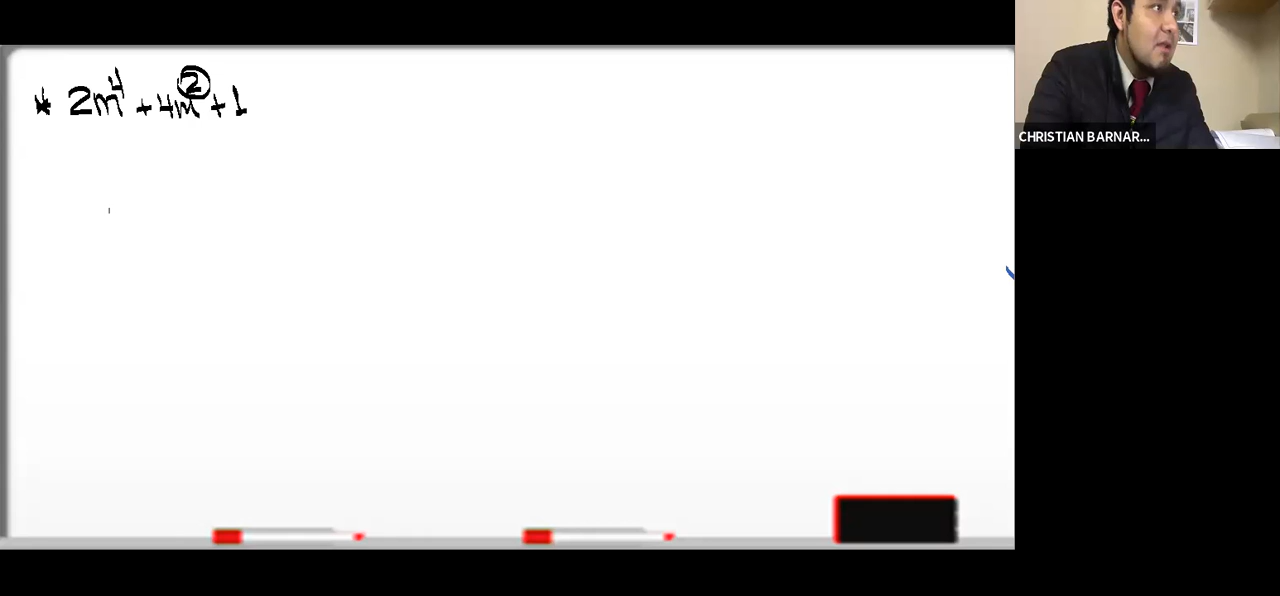 * 2m⁴ + 4m² + 1
CHRISTIAN BARNAR...